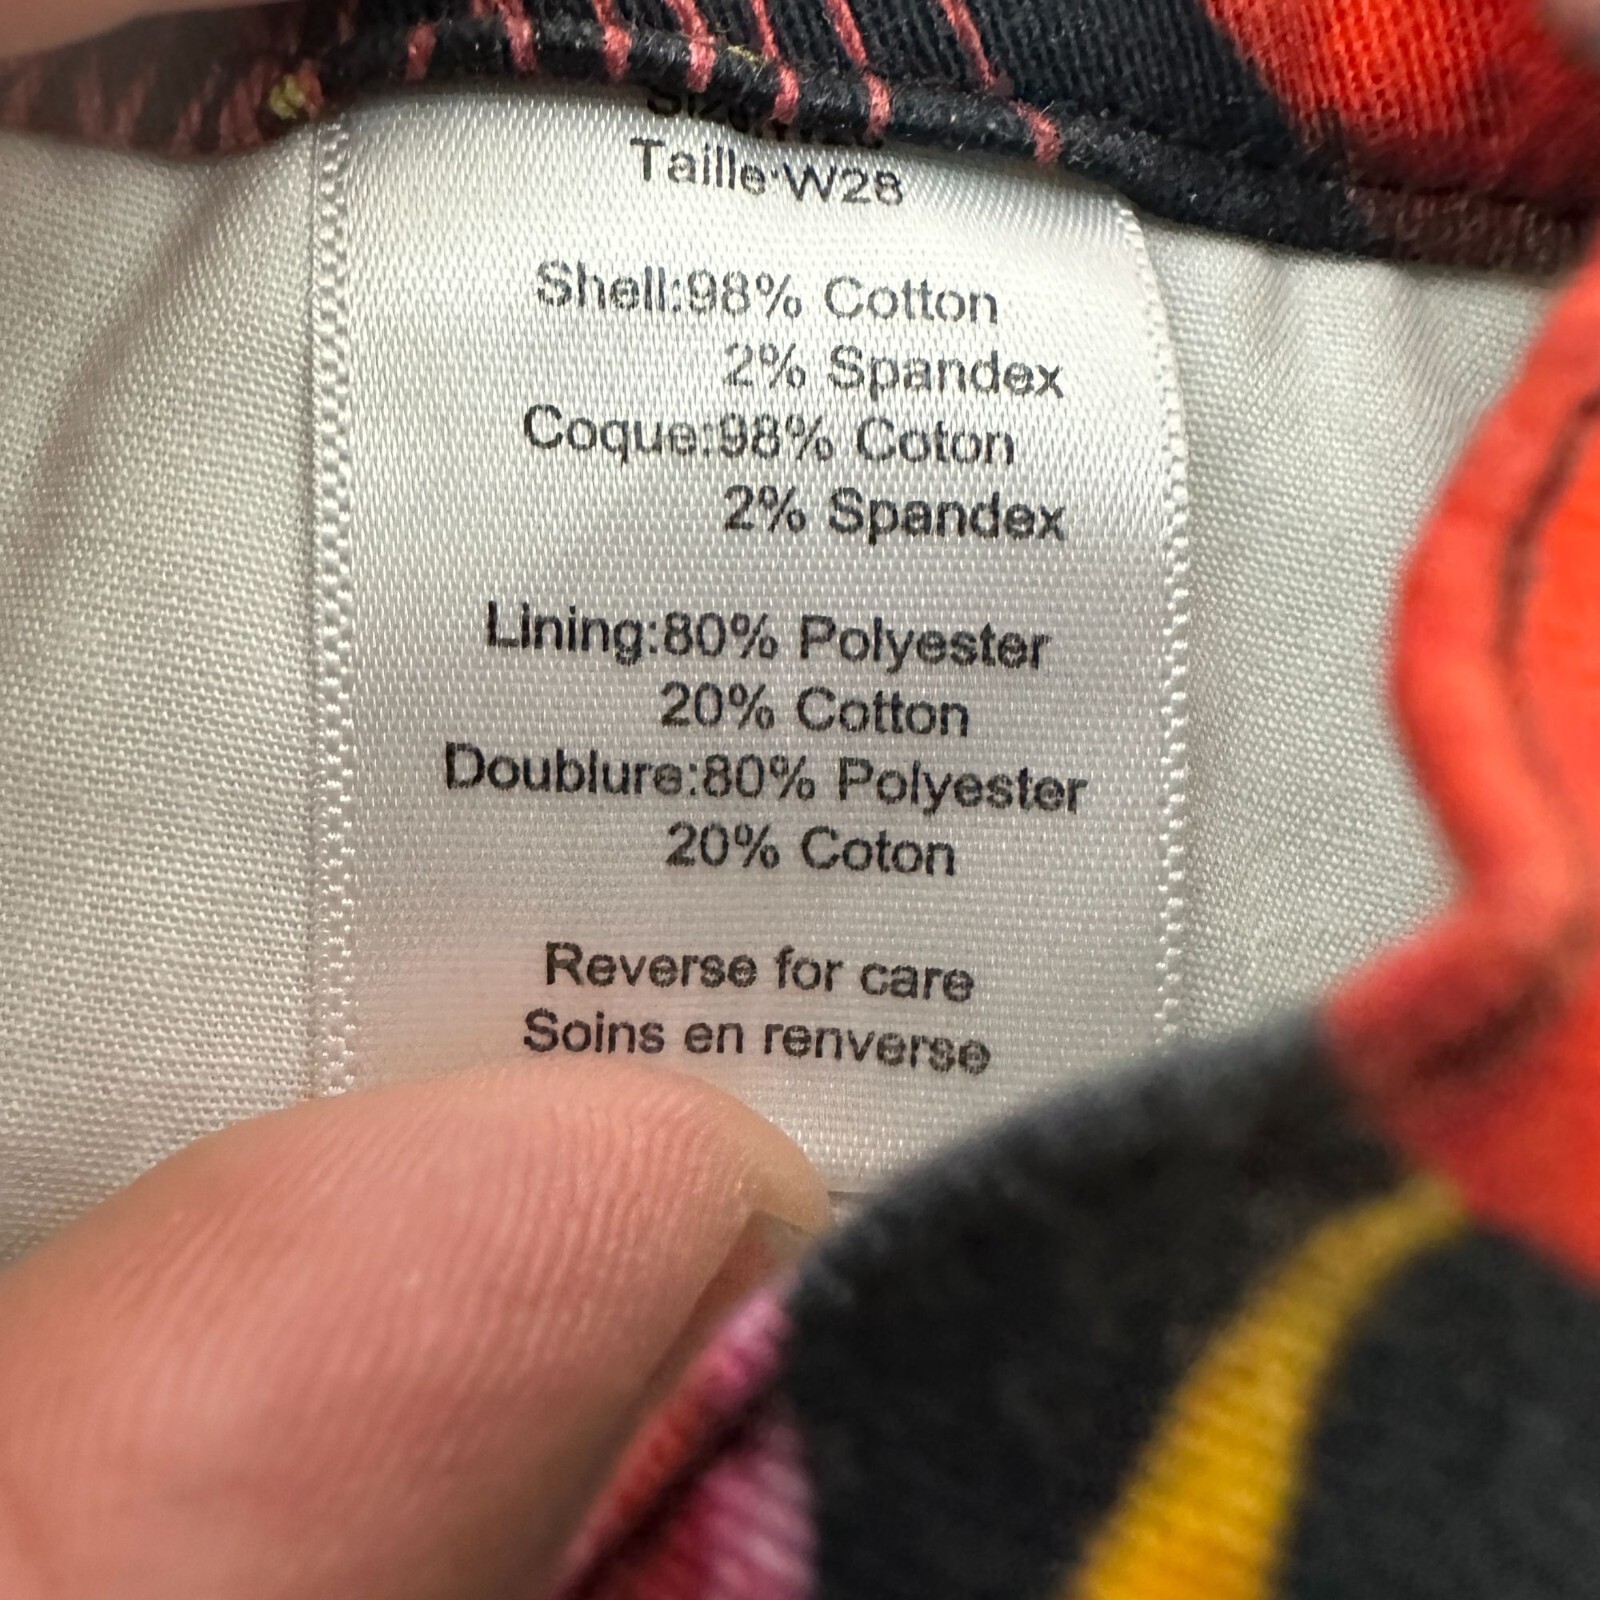 Taille:W28
Shell:98% Cotton
2% Spandex
Coque:98% Coton
2% Spandex
Lining:80% Polyester
20% Cotton
Doublure:80% Polyester
20% Coton
Reverse for care
Soins en renverse